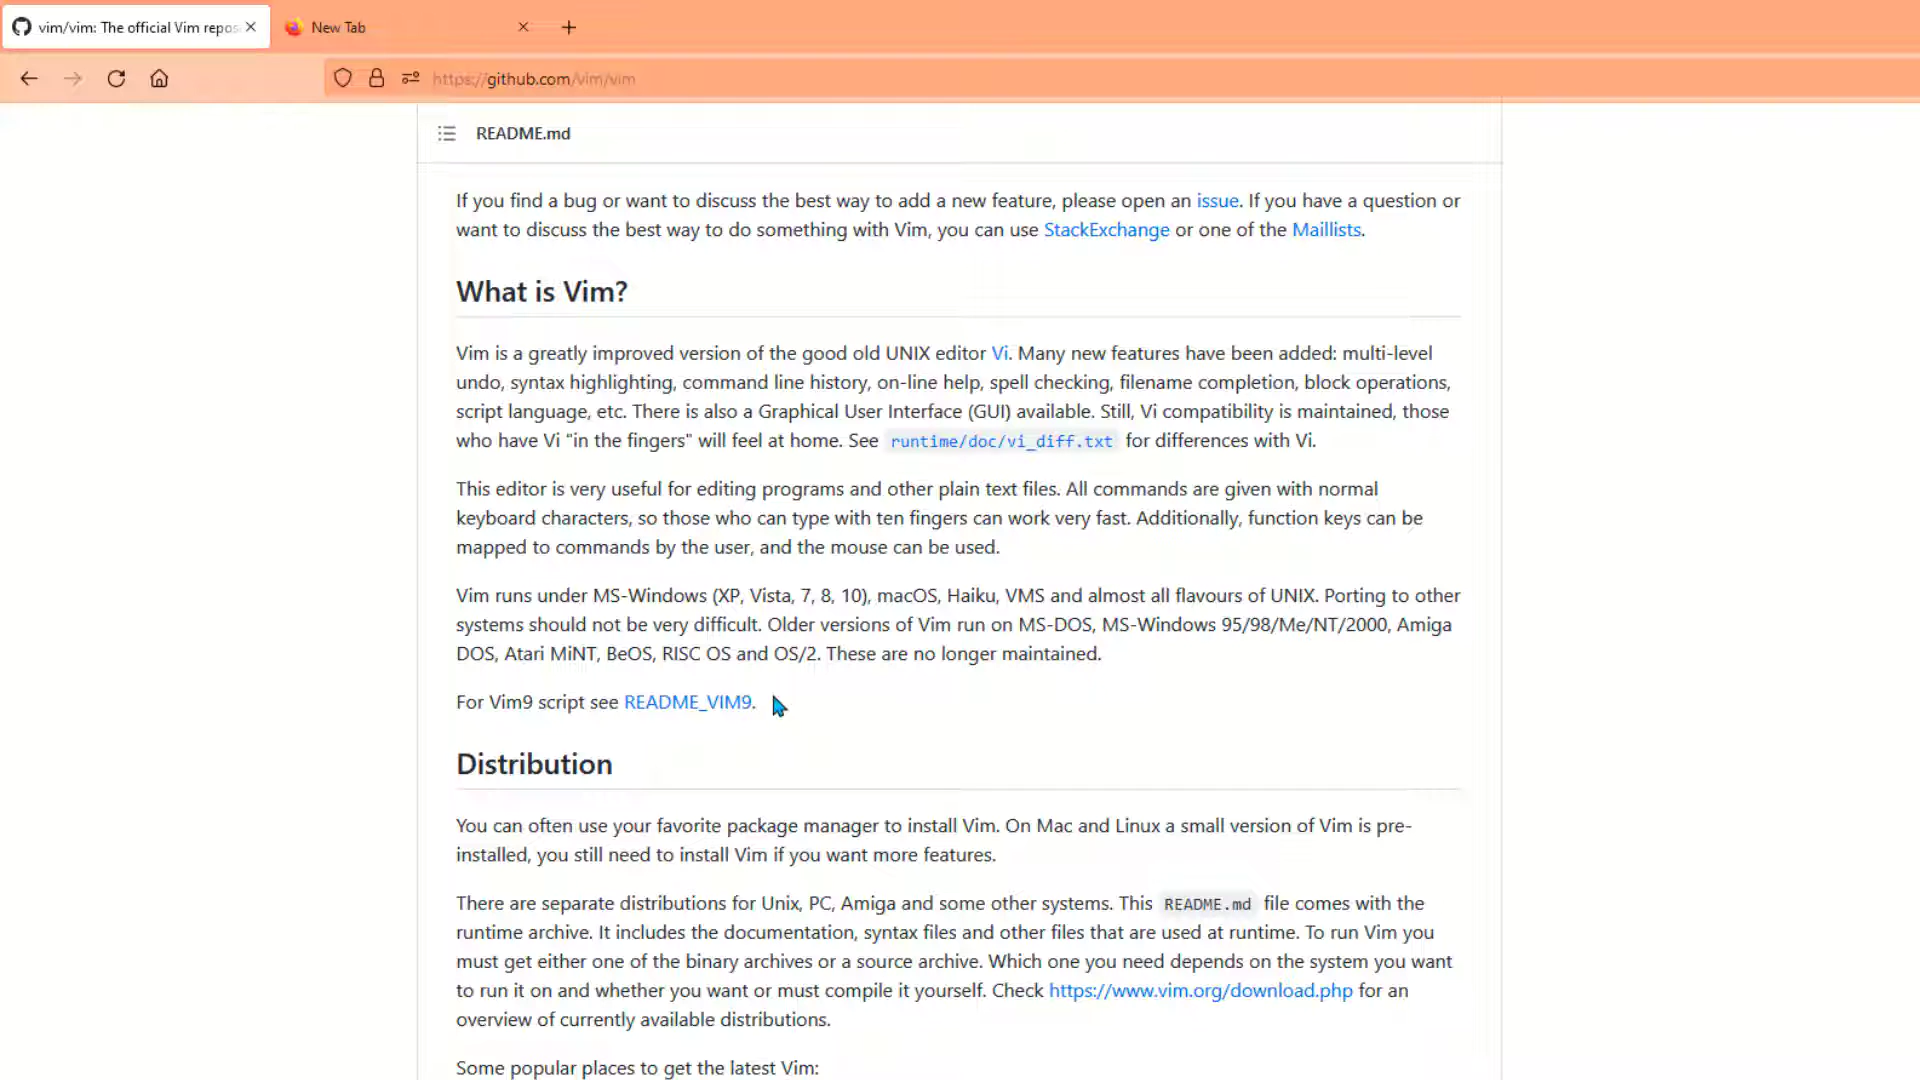 vim/vim: The official Vim repos
New Tab
https://github.com/vim/vim
README.md
If you find a bug or want to discuss the best way to add a new feature, please open an issue. If you have a question or
want to discuss the best way to do something with Vim, you can use StackExchange or one of the Maillists.
What is Vim?
Vim is a greatly improved version of the good old UNIX editor Vi. Many new features have been added: multi-level
undo, syntax highlighting, command line history, on-line help, spell checking, filename completion, block operations,
script language, etc. There is also a Graphical User Interface (GUI) available. Still, Vi compatibility is maintained, those
who have Vi "in the fingers" will feel at home. See runtime/doc/vi_diff.txt for differences with Vi.
This editor is very useful for editing programs and other plain text files. All commands are given with normal
keyboard characters, so those who can type with ten fingers can work very fast. Additionally, function keys can be
mapped to commands by the user, and the mouse can be used.
Vim runs under MS-Windows (XP, Vista, 7, 8, 10), macOS, Haiku, VMS and almost all flavours of UNIX. Porting to other
systems should not be very difficult. Older versions of Vim run on MS-DOS, MS-Windows 95/98/Me/NT/2000, Amiga
DOS, Atari MiNT, BeOS, RISC OS and OS/2. These are no longer maintained.
For Vim9 script see README_VIM9.
Distribution
You can often use your favorite package manager to install Vim. On Mac and Linux a small version of Vim is pre-
installed, you still need to install Vim if you want more features.
There are separate distributions for Unix, PC, Amiga and some other systems. This README.md file comes with the
runtime archive. It includes the documentation, syntax files and other files that are used at runtime. To run Vim you
must get either one of the binary archives or a source archive. Which one you need depends on the system you want
to run it on and whether you want or must compile it yourself. Check https://www.vim.org/download.php for an
overview of currently available distributions.
Some popular places to get the latest Vim: